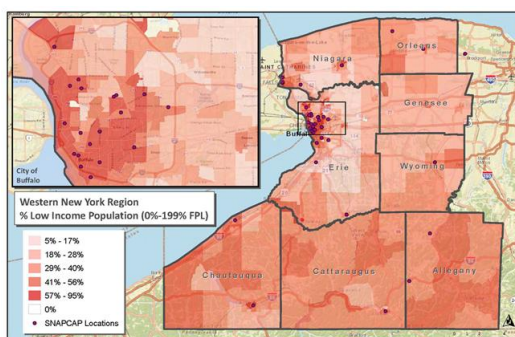 Niagara
Orleans
Genesee
Buffalo
Erie
Wyoming
City of
Buffalo
Western New York Region
% Low Income Population (0%-199% FPL)
5% - 17%
18% - 28%
29% - 40%
41% - 56%
57% - 95%
0%
SNAPCAP Locations
Chautauqua
Cattaraugus
Allegany